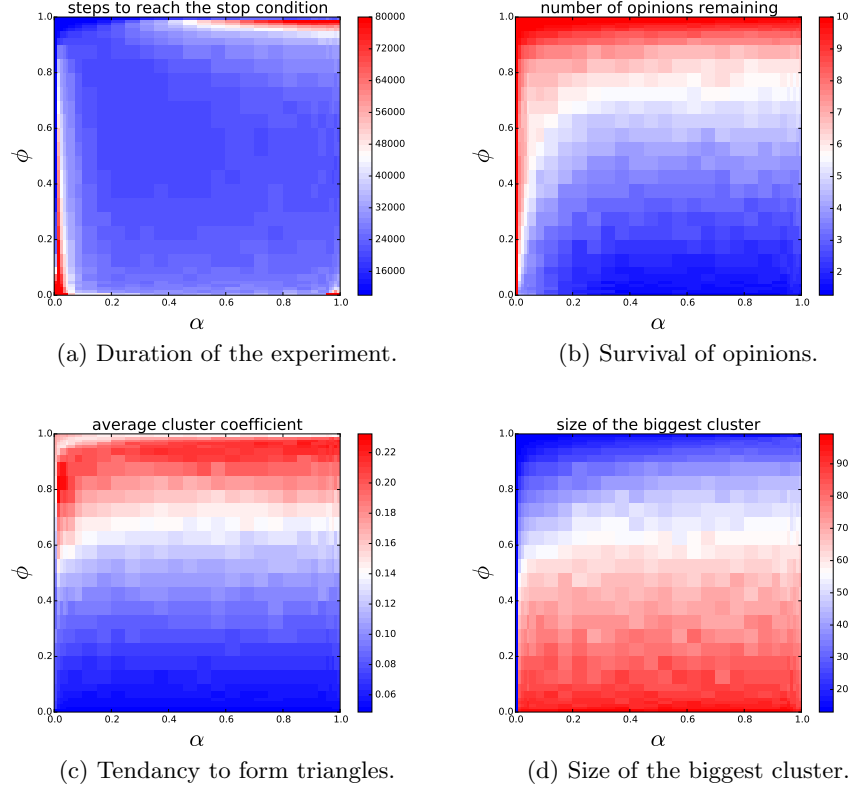 steps to reach the stop condition
1.0
0.8
0.6
0.4
0.2
0.0
ϕ
0.0 0.2 0.4 0.6 0.8 1.0
α
80000
72000
64000
56000
48000
40000
32000
24000
16000
(a) Duration of the experiment.
number of opinions remaining
1.0
0.8
0.6
0.4
0.2
0.0
ϕ
0.0 0.2 0.4 0.6 0.8 1.0
α
10
9
8
7
6
5
4
3
2
(b) Survival of opinions.
average cluster coefficient
1.0
0.8
0.6
0.4
0.2
0.0
ϕ
0.0 0.2 0.4 0.6 0.8 1.0
α
0.22
0.20
0.18
0.16
0.14
0.12
0.10
0.08
0.06
(c) Tendancy to form triangles.
size of the biggest cluster
1.0
0.8
0.6
0.4
0.2
0.0
ϕ
0.0 0.2 0.4 0.6 0.8 1.0
α
90
80
70
60
50
40
30
20
(d) Size of the biggest cluster.